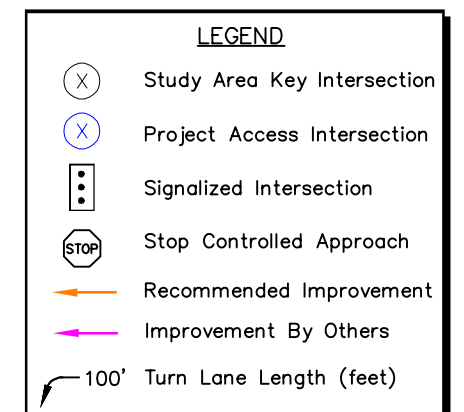 LEGEND
X Study Area Key Intersection
X Project Access Intersection
Signalized Intersection
STOP Stop Controlled Approach
Recommended Improvement
Improvement By Others
100' Turn Lane Length (feet)